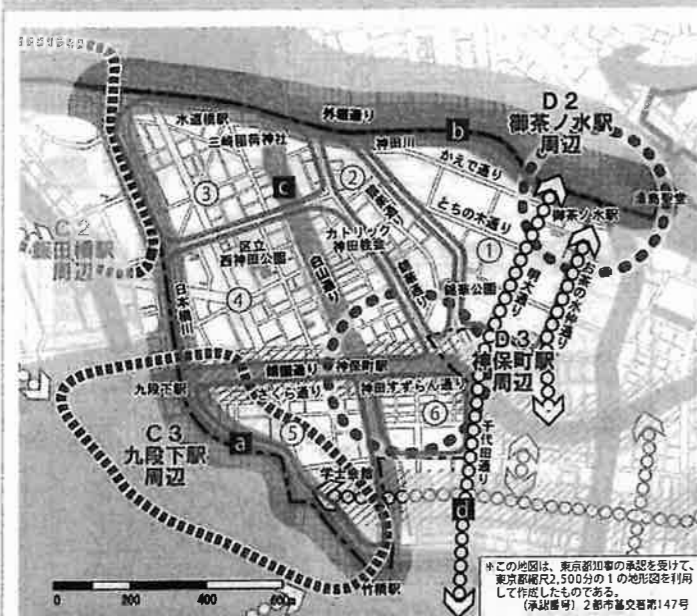 水道橋駅
外堀通り
b
D2
御茶ノ水駅
周辺
三崎稲荷神社
神田川
かえで通り
③
c
②
とちの木通り
御茶ノ水駅
湯島聖堂
C2
飯田橋駅
周辺
カトリック
神田教会
①
区立
西神田公園
白山通り
錦華公園
明大通り
お茶の水仲通り
④
日本橋川
D3
神保町駅
周辺
靖国通り
神保町駅
九段下駅
さくら通り
神田すずらん通り
C3
九段下駅
周辺
a
⑤
⑥
千代田通り
学士会館
d
竹橋駅
0 200 400 600m
*この地図は、東京都知事の承認を受けて、
東京都縮尺2,500分の1の地形図を利用
して作成したものである。
(承認番号) 2都市基交著第147号